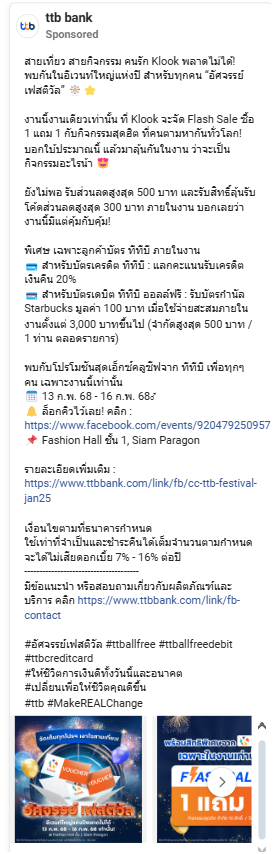 ttb bank
Sponsored
ttb
สายเที่ยว สายกิจกรรม คนรัก Klook พลาดไม่ได้!
พบกันในอีเวนท์ใหญ่แห่งปี สำหรับทุกคน "อัศจรรย์
เฟสติวัล"
งานนี้งานเดียวเท่านั้น ที่ Klook จะจัด Flash Sale ซื้อ
1 แถม 1 กับกิจกรรมสุดฮิต ที่คนตามหากันทั่วโลก!
บอกใบ้ประมาณนี้ แล้วมาลุ้นกันในงาน ว่าจะเป็น
กิจกรรมอะไรน้า
ยังไม่พอ รับส่วนลดสูงสุด 500 บาท และรับสิทธิ์ลุ้นรับ
โค้ดส่วนลดสูงสุด 300 บาท ภายในงาน บอกเลยว่า
งานนี้มีแต่คุ้มกับคุ้ม!
พิเศษ เฉพาะลูกค้าบัตร ทีทีบี ภายในงาน
สำหรับบัตรเครดิต ทีทีบี : แลกคะแนนรับเครดิต
เงินคืน 20%
สำหรับบัตรเดบิต ทีทีบี ออลล์ฟรี : รับบัตรกำนัล
Starbucks มูลค่า 100 บาท เมื่อใช้จ่ายสะสมภายใน
งานตั้งแต่ 3,000 บาทขึ้นไป (จำกัดสูงสุด 500 บาท /
1 ท่าน ตลอดรายการ)
พบกับโปรโมชันสุดเอ็กซ์คลูซีฟจาก ทีทีบี เพื่อทุกๆ
คน เฉพาะงานนี้เท่านั้น
13 ก.พ. 68 - 16 ก.พ. 68
ล็อกคิวไว้เลย! คลิก :
https://www.facebook.com/events/920479250957
Fashion Hall ชั้น 1, Siam Paragon
รายละเอียดเพิ่มเติม :
https://www.ttbbank.com/link/fb/cc-ttb-festival-
jan25
เงื่อนไขตามที่ธนาคารกำหนด
ใช้เท่าที่จำเป็นและชำระคืนได้เต็มจำนวนตามกำหนด
จะได้ไม่เสียดอกเบี้ย 7% - 16% ต่อปี
----------------------------------------
มีข้อแนะนำ หรือสอบถามเกี่ยวกับผลิตภัณฑ์และ
บริการ คลิก https://www.ttbbank.com/link/fb-
contact
#อัศจรรย์เฟสติวัล #ttballfree #ttballfreedebit
#ttbcreditcard
#ให้ชีวิตการเงินดีทั้งวันนี้และอนาคต
#เปลี่ยนเพื่อให้ชีวิตคุณดีขึ้น
#ttb #MakeREALChange
VOUCHER
VOUCHER
อัศจรรย์ เฟสติวัล
13 ก.พ. 68 - 16 ก.พ. 68 เท่านั้น!
พร้อมสิทธิพิเศษจาก
เฉพาะงานนี้เท่านั้น
1 แถม